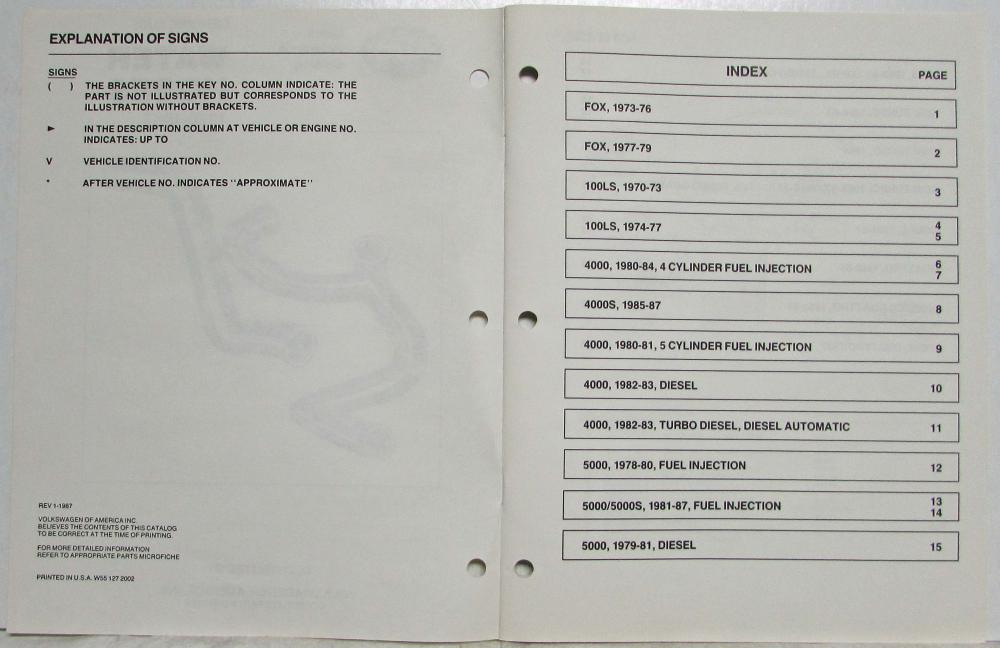 EXPLANATION OF SIGNS
SIGNS
( ) THE BRACKETS IN THE KEY NO. COLUMN INDICATE: THE
PART IS NOT ILLUSTRATED BUT CORRESPONDS TO THE
ILLUSTRATION WITHOUT BRACKETS.
► IN THE DESCRIPTION COLUMN AT VEHICLE OR ENGINE NO.
INDICATES: UP TO
V VEHICLE IDENTIFICATION NO.
* AFTER VEHICLE NO. INDICATES "APPROXIMATE"
REV 1-1987
VOLKSWAGEN OF AMERICA INC.
BELIEVES THE CONTENTS OF THIS CATALOG
TO BE CORRECT AT THE TIME OF PRINTING.
FOR MORE DETAILED INFORMATION
REFER TO APPROPRIATE PARTS MICROFICHE
PRINTED IN U.S.A. W55 127 2002
INDEX PAGE
FOX, 1973-76 1
FOX, 1977-79 2
100LS, 1970-73 3
100LS, 1974-77 4
5
4000, 1980-84, 4 CYLINDER FUEL INJECTION 6
7
4000S, 1985-87 8
4000, 1980-81, 5 CYLINDER FUEL INJECTION 9
4000, 1982-83, DIESEL 10
4000, 1982-83, TURBO DIESEL, DIESEL AUTOMATIC 11
5000, 1978-80, FUEL INJECTION 12
5000/5000S, 1981-87, FUEL INJECTION 13
14
5000, 1979-81, DIESEL 15